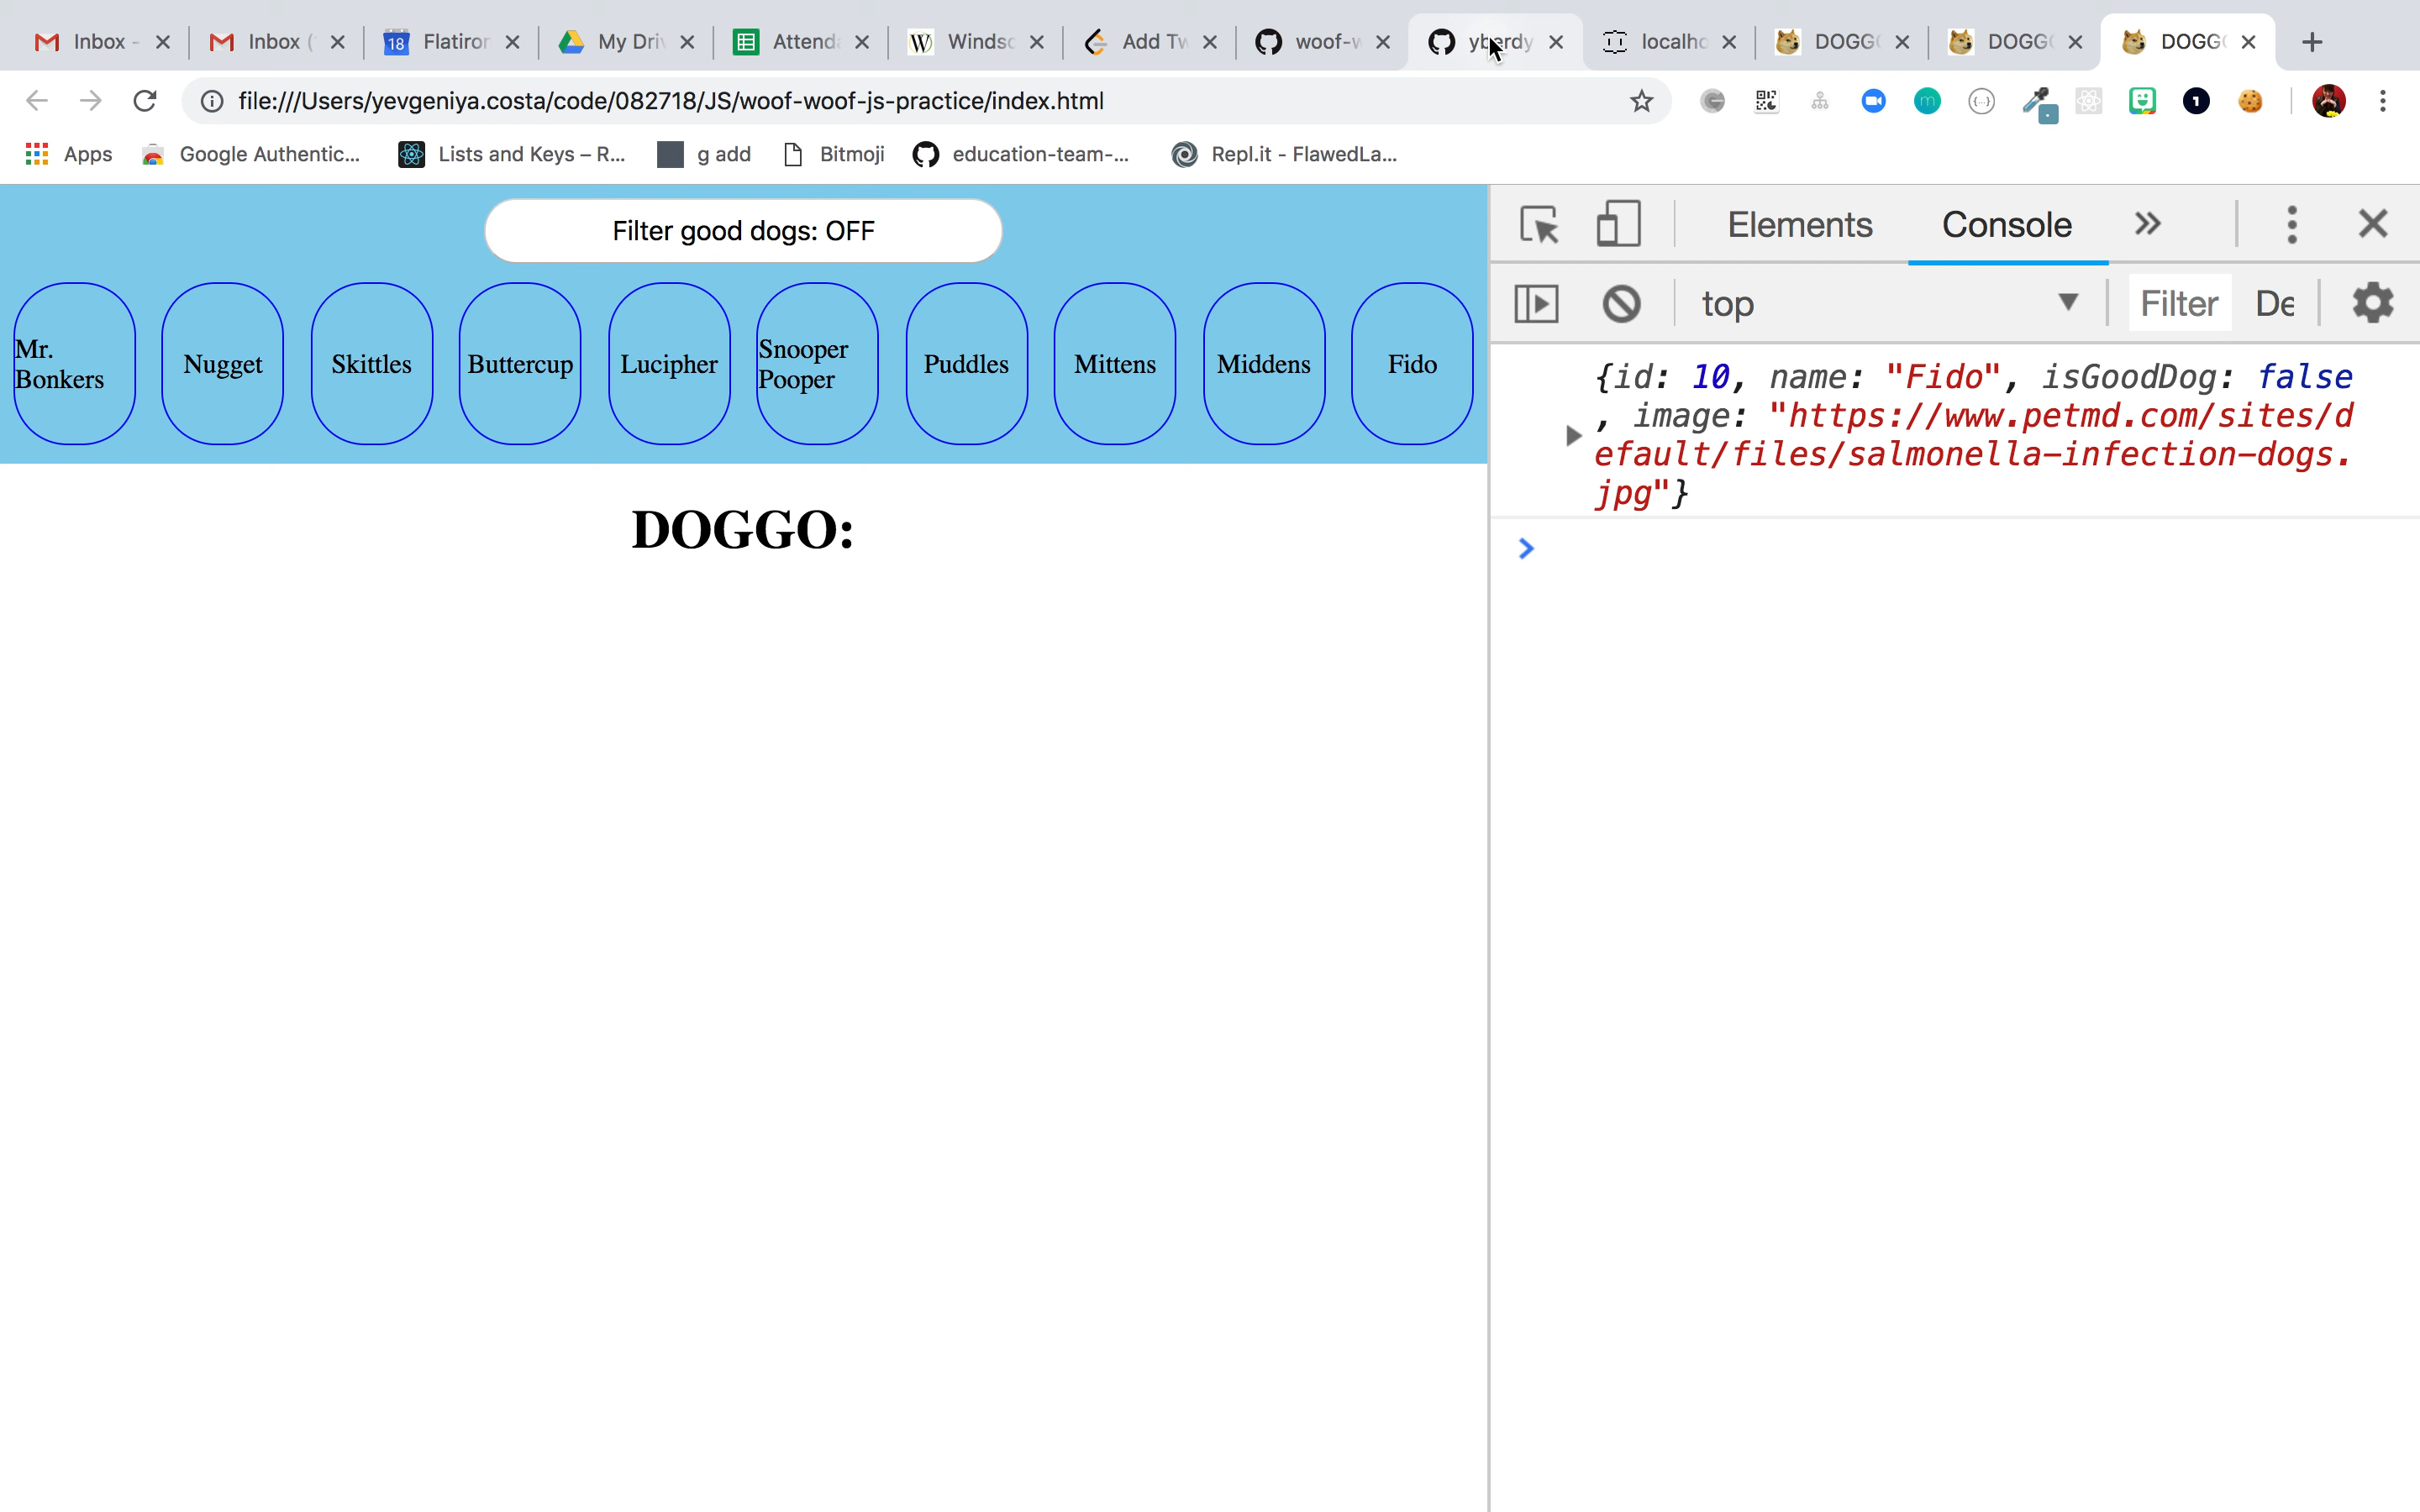 Inbox - Inbox ( 18 Flatiror My Dri Attend Windsc Add Tw woof-w yberdy localho DOGG DOGG DOGG
file:///Users/yevgeniya.costa/code/082718/JS/woof-woof-js-practice/index.html
Apps Google Authentic... Lists and Keys – R... g add Bitmoji education-team-... Repl.it - FlawedLa...
Filter good dogs: OFF
Mr.
Bonkers
Nugget
Skittles
Buttercup
Lucipher
Snooper
Pooper
Puddles
Mittens
Middens
Fido
DOGGO:
Elements Console
top Filter De
{id: 10, name: "Fido", isGoodDog: false
, image: "https://www.petmd.com/sites/d
efault/files/salmonella-infection-dogs.
jpg"}